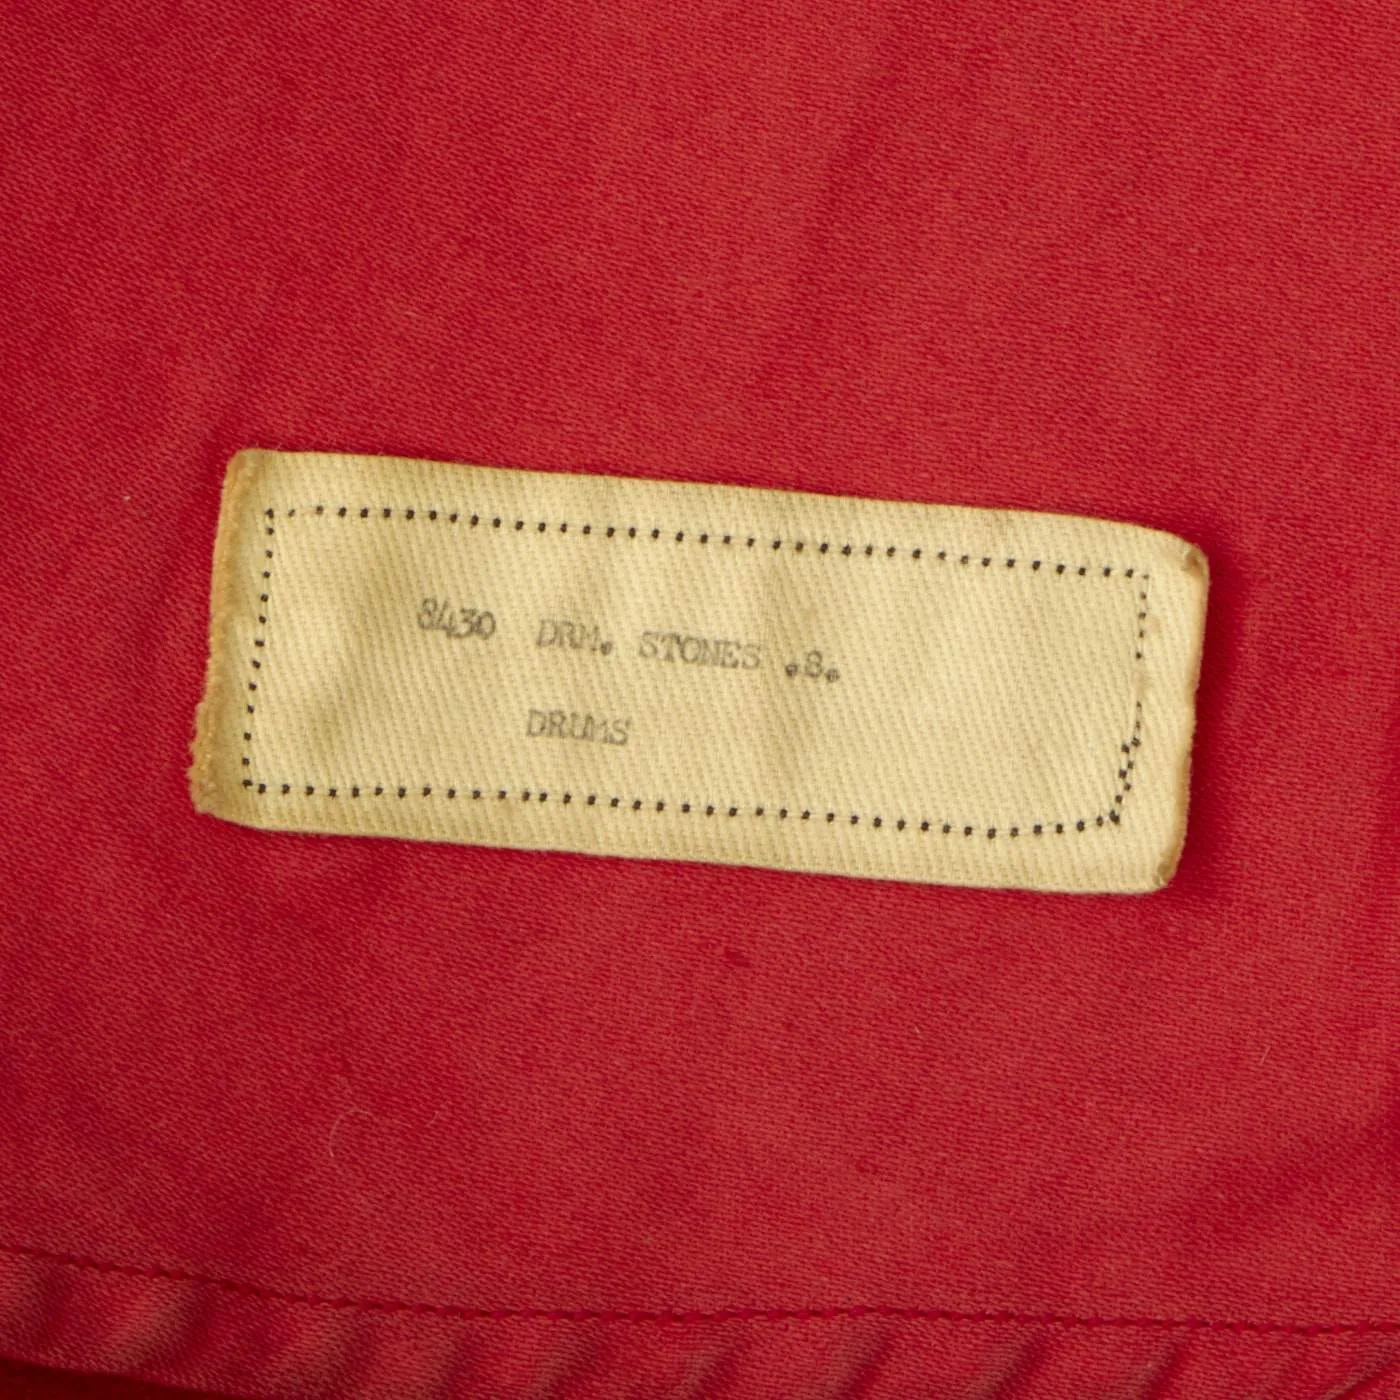 8430 DRM. STONES .S.
DRUMS